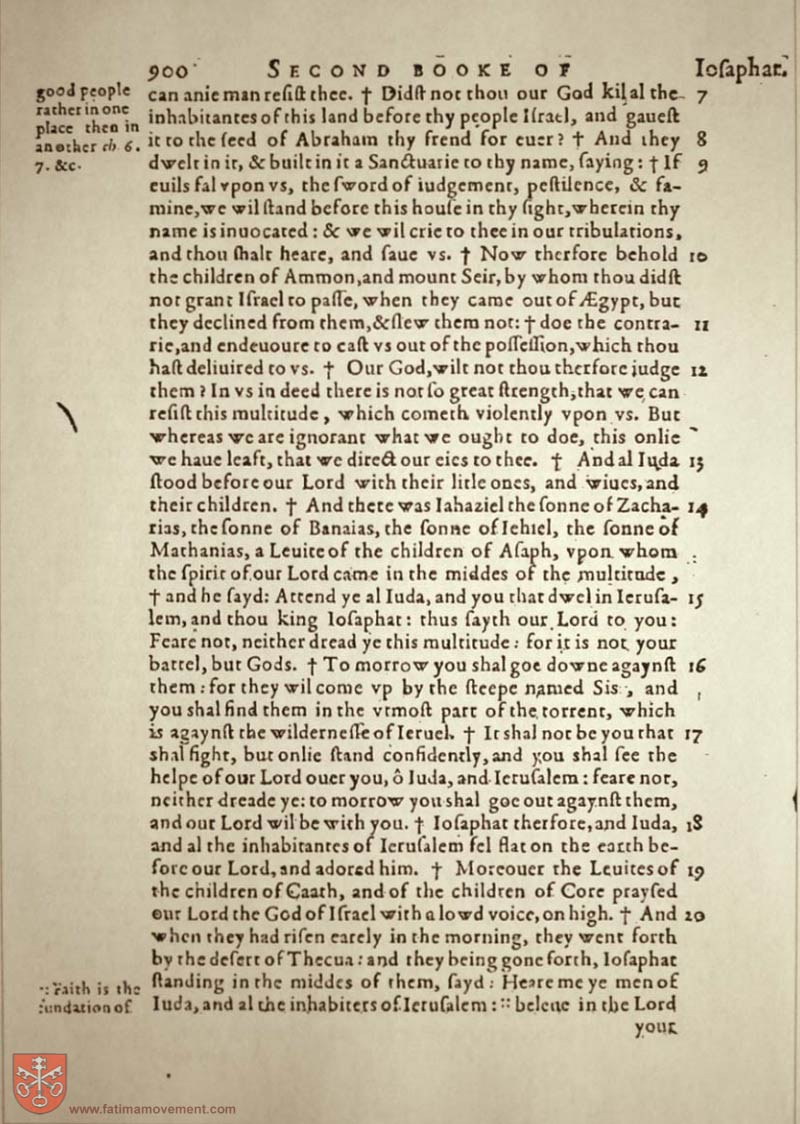 900 SECOND BOOKE OF Iosaphat.
good people
rather in one
place then in
another ch. 6.
7. &c.
can anie man resist thee. † Didst not thou our God kil al the 7
inhabitantes of this land before thy people Israel, and gauest
it to the seed of Abraham thy frend for euer? † And they 8
dwelt in it, & built in it a Sanctuarie to thy name, saying: † If 9
euils fal vpon vs, the sword of iudgement, pestilence, & fa-
mine, we wil stand before this house in thy sight, wherein thy
name is inuocated: & we wil crie to thee in our tribulations,
and thou shalt heare, and saue vs. † Now therfore behold 10
the children of Ammon, and mount Seir, by whom thou didst
not grant Israel to passe, when they came out of Ægypt, but
they declined from them, & slew them not: † doe the contra- 11
rie, and endeuoure to cast vs out of the possession, which thou
hast deliuired to vs. † Our God, wilt not thou therfore judge 12
them? In vs in deed there is not so great strength, that we can
resist this multitude, which cometh violently vpon vs. But
whereas we are ignorant what we ought to doe, this onlie
we haue leaft, that we direct our eies to thee. † And al Iuda 13
stood before our Lord with their litle ones, and wiues, and
their children. † And there was Iahaziel the sonne of Zacha- 14
rias, the sonne of Banaias, the sonne of Iehiel, the sonne of
Mathanias, a Leuite of the children of Asaph, vpon whom
the spirit of our Lord came in the middes of the multitude,
† and he sayd: Attend ye al Iuda, and you that dwel in Ierusa- 15
lem, and thou king Iosaphat: thus sayth our Lord to you:
Feare not, neither dread ye this multitude: for it is not your
battel, but Gods. † To morrow you shal goe downe agaynst 16
them: for they wil come vp by the steepe named Sis, and
you shal find them in the vtmost part of the torrent, which
is agaynst the wildernesse of Ieruel. † It shal not be you that 17
shal fight, but onlie stand confidently, and you shal see the
helpe of our Lord ouer you, ô Iuda, and Ierusalem: feare not,
neither dreade ye: to morrow you shal goe out agaynst them,
and our Lord wil be with you. † Iosaphat therfore, and Iuda, 18
and al the inhabitantes of Ierusalem fel flat on the earth be-
fore our Lord, and adored him. † Moreouer the Leuites of 19
the children of Caath, and of the children of Core praysed
our Lord the God of Israel with a lowd voice, on high. † And 20
when they had risen earely in the morning, they went forth
by the desert of Thecua: and they being gone forth, Iosaphat
standing in the middes of them, sayd: Heare me ye men of
Iuda, and al the inhabiters of Ierusalem: :: beleue in the Lord
your
:: Faith is the
fundation of
www.fatimamovement.com